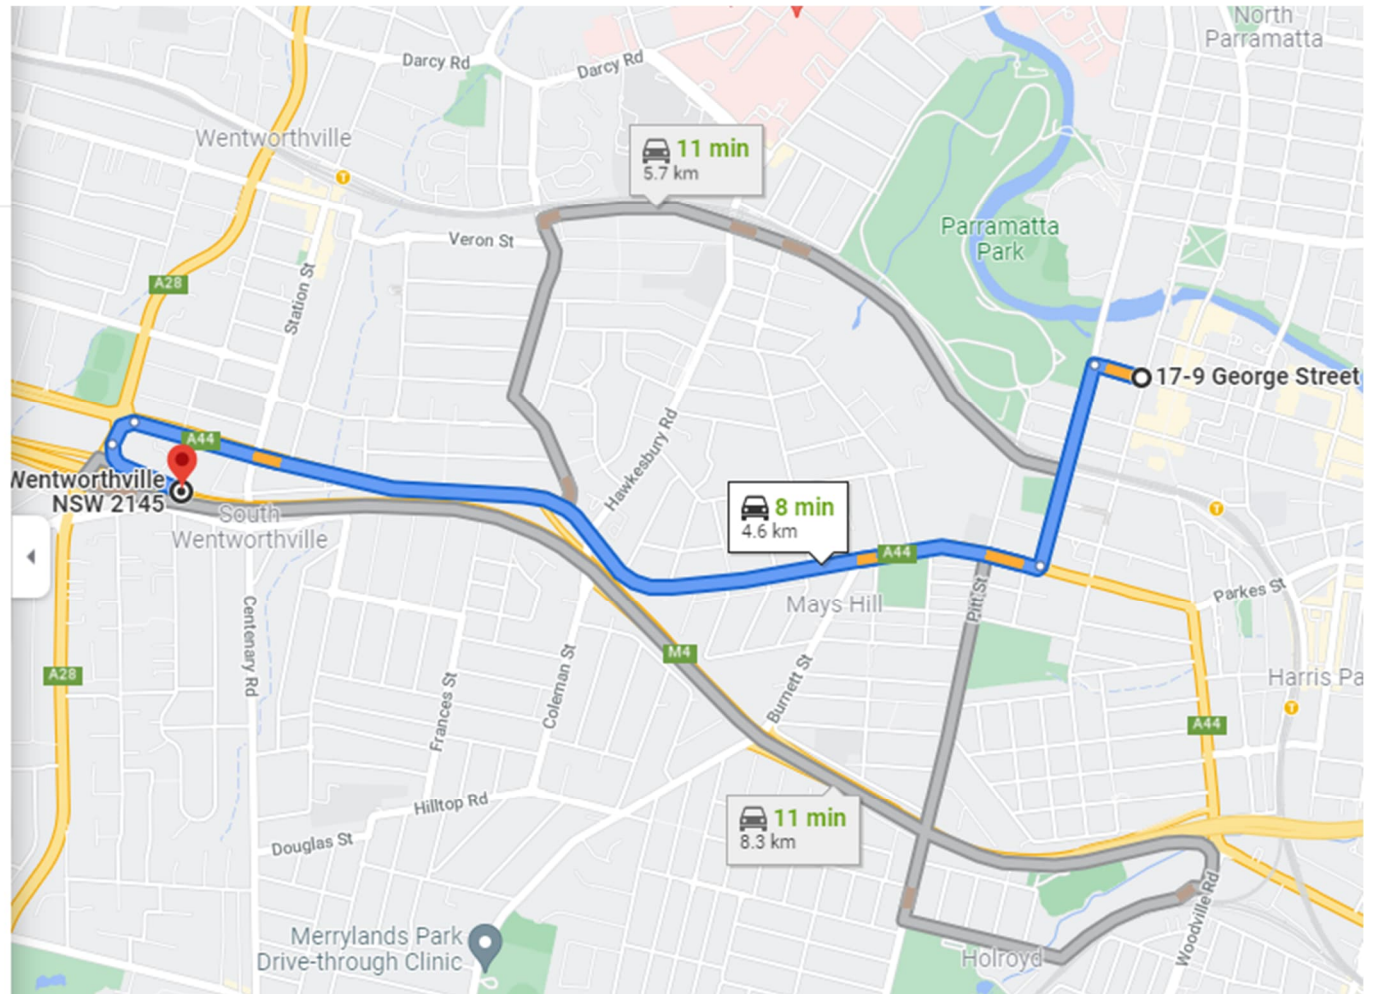 North
Parramatta
Darcy Rd
Darcy Rd
Wentworthville
11 min
5.7 km
T
Parramatta
Park
Veron St
A28
Station St
17-9 George Street
Hawkesbury Rd
A44
Wentworthville
NSW 2145
8 min
4.6 km
T
South
Wentworthville
A44
Mays Hill
Pitt St
Parkes St
Centenary Rd
M4
A28
Coleman St
Frances St
Burnett St
Harris Pa
T
A44
Hilltop Rd
11 min
8.3 km
Douglas St
Woodville Rd
Merrylands Park
Drive-through Clinic
Holroyd